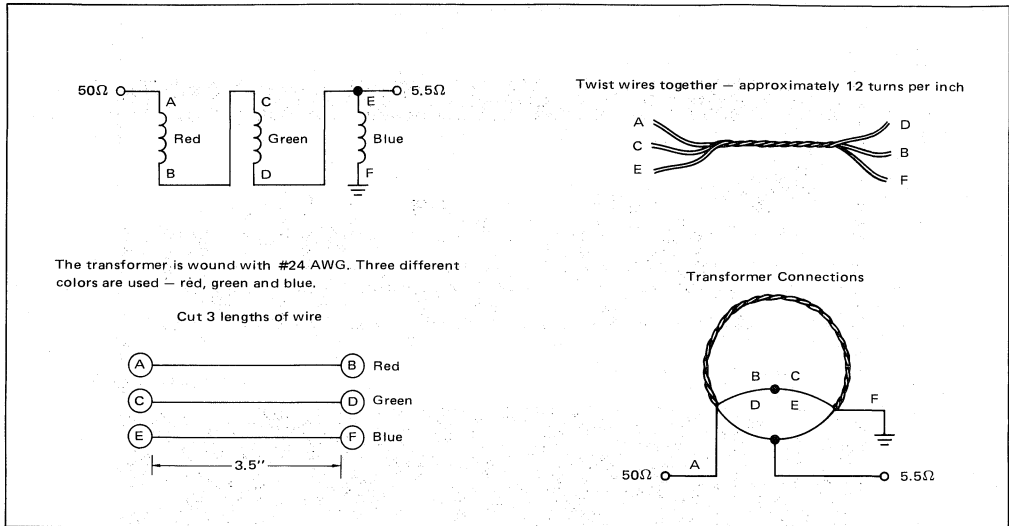 50Ω
A
C
E
5.5Ω
Red
Green
Blue
B
D
F
Twist wires together — approximately 12 turns per inch
A
D
C
B
E
F
The transformer is wound with #24 AWG. Three different
colors are used — red, green and blue.
Cut 3 lengths of wire
A
B Red
C
D Green
E
F Blue
3.5"
Transformer Connections
B C
D E
F
50Ω
A
5.5Ω